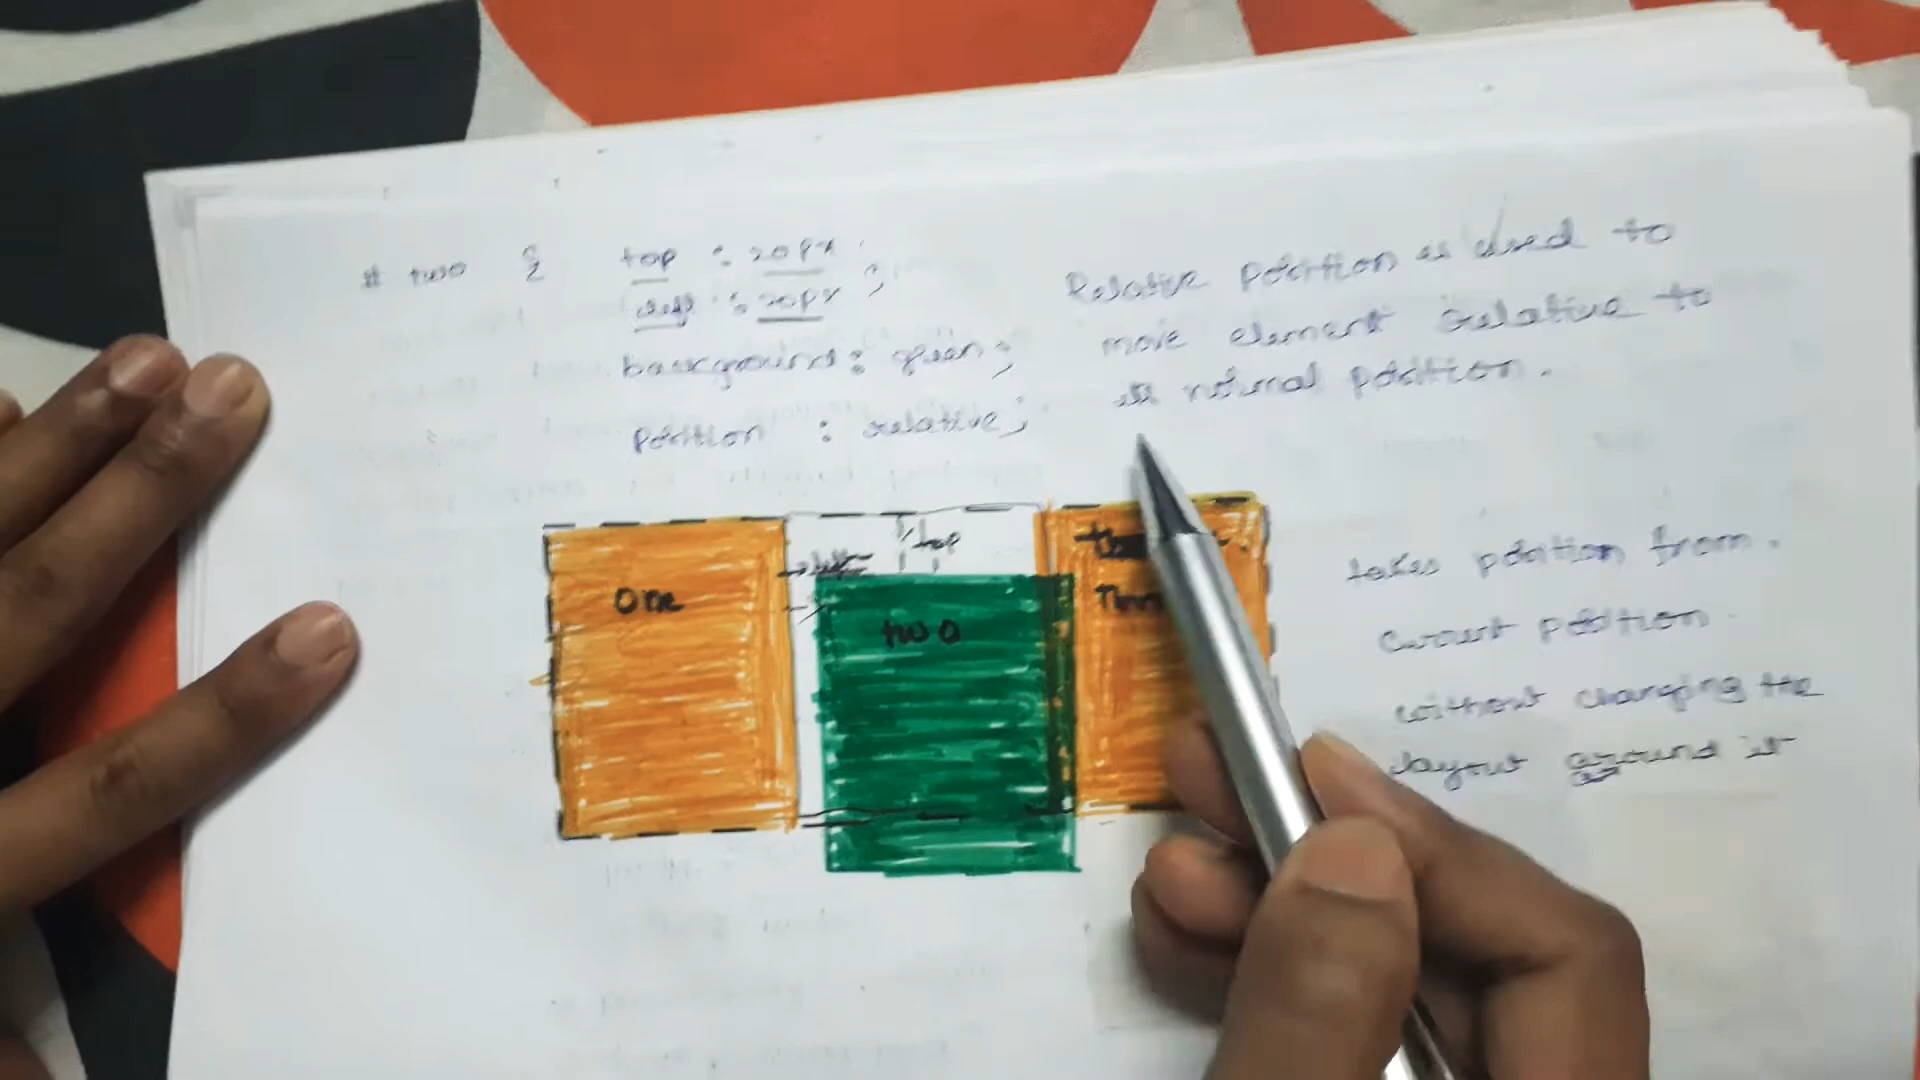 # two { top : 20px ;
left : 20px ;
background : green ;
position : relative ;
Relative position is used to
move element relative to
its normal position.
left
top
One
two
takes position from.
Current position
without changing the
layout around it